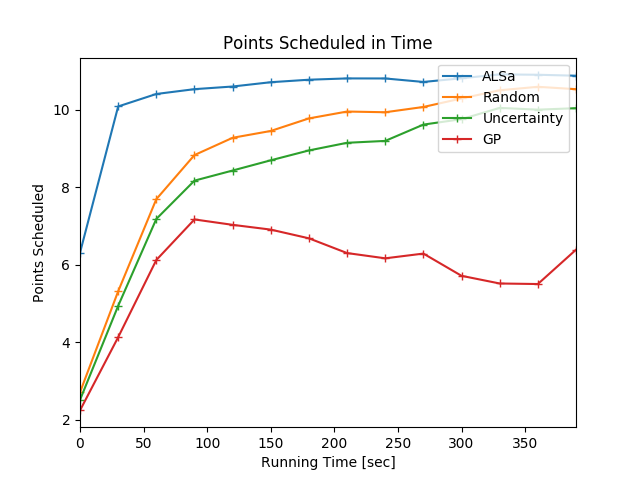 Points Scheduled in Time
ALSa
Random
Uncertainty
GP
Points Scheduled
10
8
6
4
2
0
50
100
150
200
250
300
350
Running Time [sec]